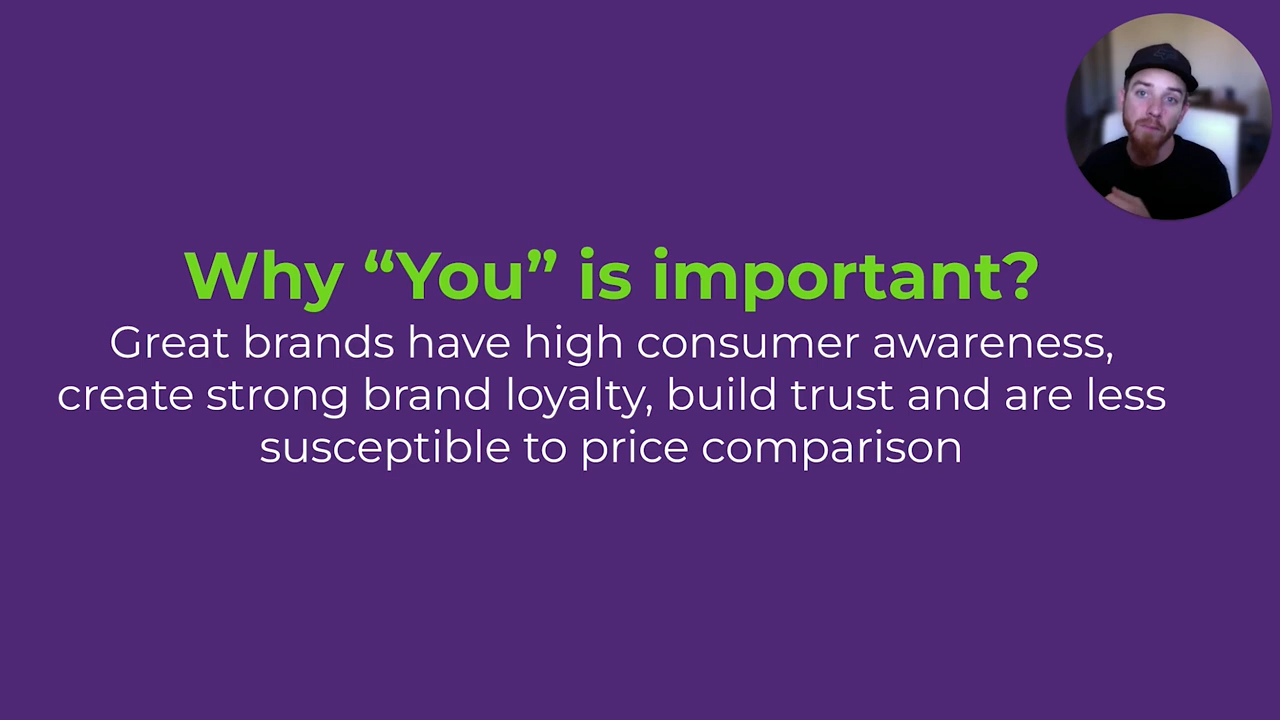 Why “You” is important?
Great brands have high consumer awareness,
create strong brand loyalty, build trust and are less
susceptible to price comparison